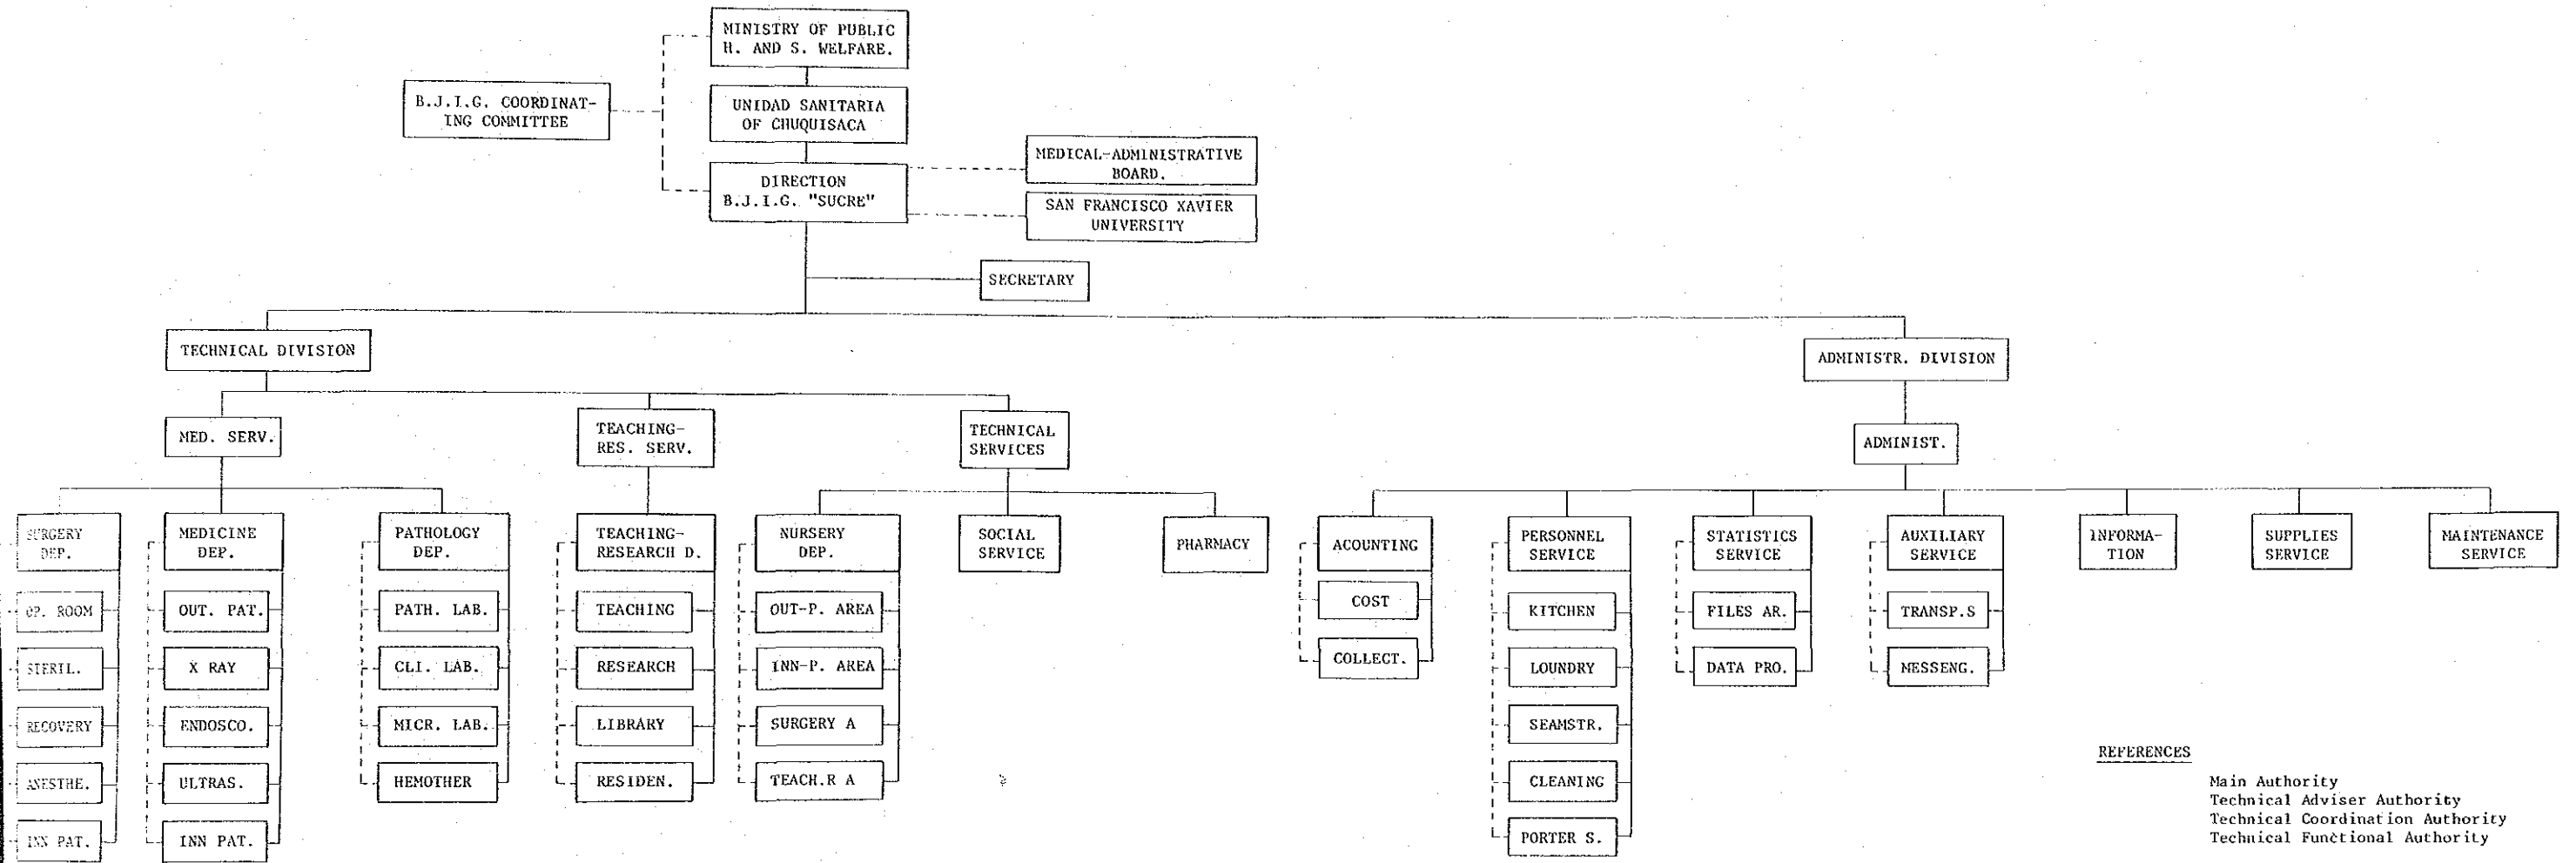 MINISTRY OF PUBLIC
H. AND S. WELFARE.
B.J.I.G. COORDINAT-
ING COMMITTEE
UNIDAD SANITARIA
OF CHUQUISACA
DIRECTION
B.J.I.G. "SUCRE"
MEDICAL-ADMINISTRATIVE
BOARD.
SAN FRANCISCO XAVIER
UNIVERSITY
SECRETARY
TECHNICAL DIVISION
ADMINISTR. DIVISION
MED. SERV.
TEACHING-
RES. SERV.
TECHNICAL
SERVICES
ADMINIST.
SURGERY
DEP.
OP. ROOM
STERIL.
RECOVERY
ANESTHE.
INN PAT.
MEDICINE
DEP.
OUT. PAT.
X RAY
ENDOSCO.
ULTRAS.
INN PAT.
PATHOLOGY
DEP.
PATH. LAB.
CLI. LAB.
MICR. LAB.
HEMOTHER
TEACHING-
RESEARCH D.
TEACHING
RESEARCH
LIBRARY
RESIDEN.
NURSERY
DEP.
OUT-P. AREA
INN-P. AREA
SURGERY A
TEACH.R A
SOCIAL
SERVICE
PHARMACY
ACOUNTING
COST
COLLECT.
PERSONNEL
SERVICE
KITCHEN
LOUNDRY
SEAMSTR.
CLEANING
PORTER S.
STATISTICS
SERVICE
FILES AR.
DATA PRO.
AUXILIARY
SERVICE
TRANSP.S
MESSENG.
INFORMA-
TION
SUPPLIES
SERVICE
MAINTENANCE
SERVICE
REFERENCES
Main Authority
Technical Adviser Authority
Technical Coordination Authority
Technical Functional Authority